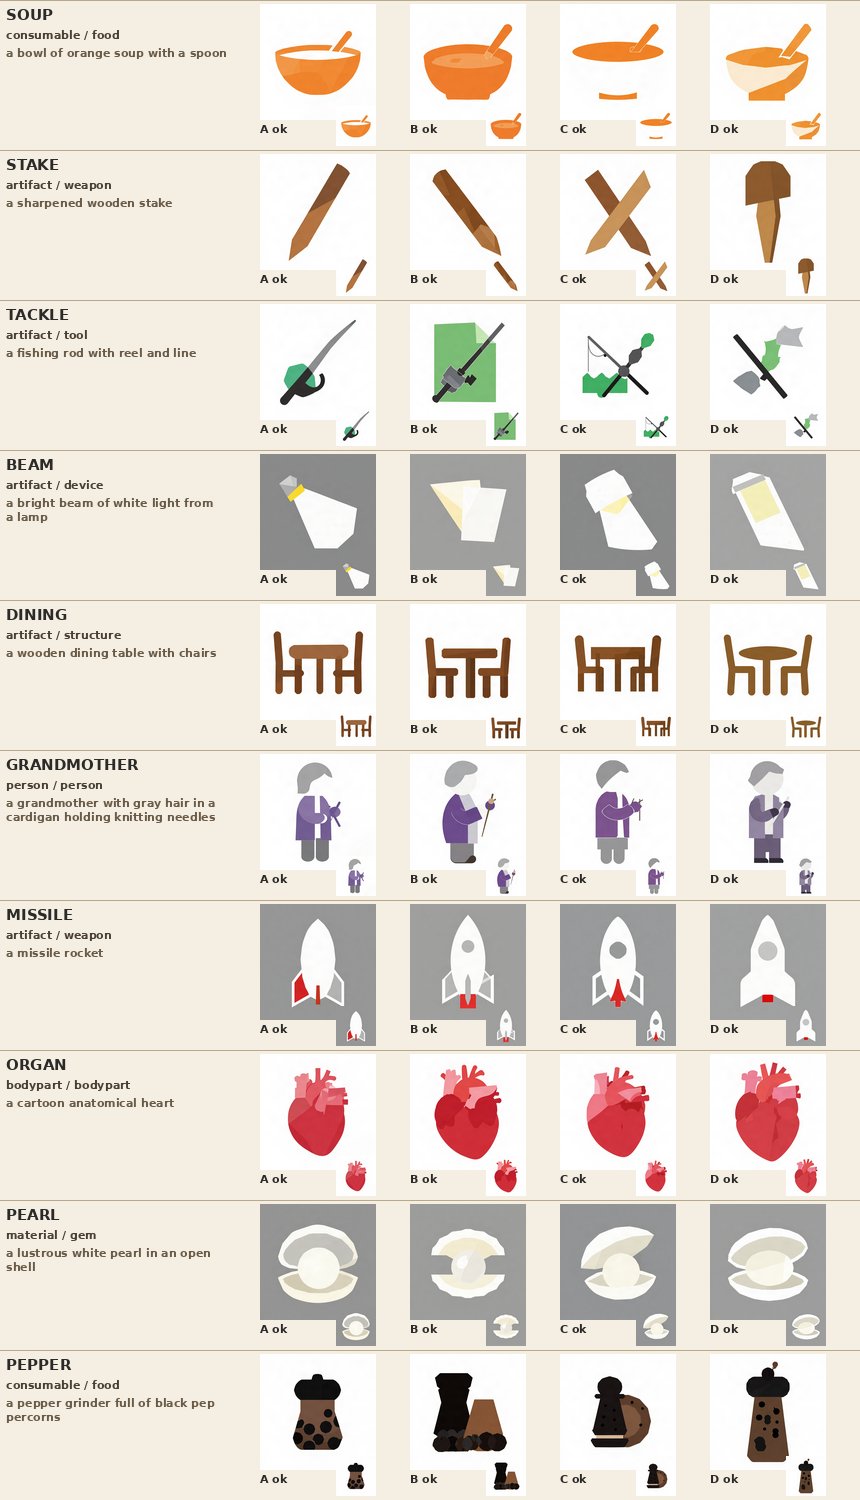 SOUP
consumable / food
a bowl of orange soup with a spoon
A ok
B ok
C ok
D ok
STAKE
artifact / weapon
a sharpened wooden stake
A ok
B ok
C ok
D ok
TACKLE
artifact / tool
a fishing rod with reel and line
A ok
B ok
C ok
D ok
BEAM
artifact / device
a bright beam of white light from
a lamp
A ok
B ok
C ok
D ok
DINING
artifact / structure
a wooden dining table with chairs
A ok
B ok
C ok
D ok
GRANDMOTHER
person / person
a grandmother with gray hair in a
cardigan holding knitting needles
A ok
B ok
C ok
D ok
MISSILE
artifact / weapon
a missile rocket
A ok
B ok
C ok
D ok
ORGAN
bodypart / bodypart
a cartoon anatomical heart
A ok
B ok
C ok
D ok
PEARL
material / gem
a lustrous white pearl in an open
shell
A ok
B ok
C ok
D ok
PEPPER
consumable / food
a pepper grinder full of black pep
percorns
A ok
B ok
C ok
D ok